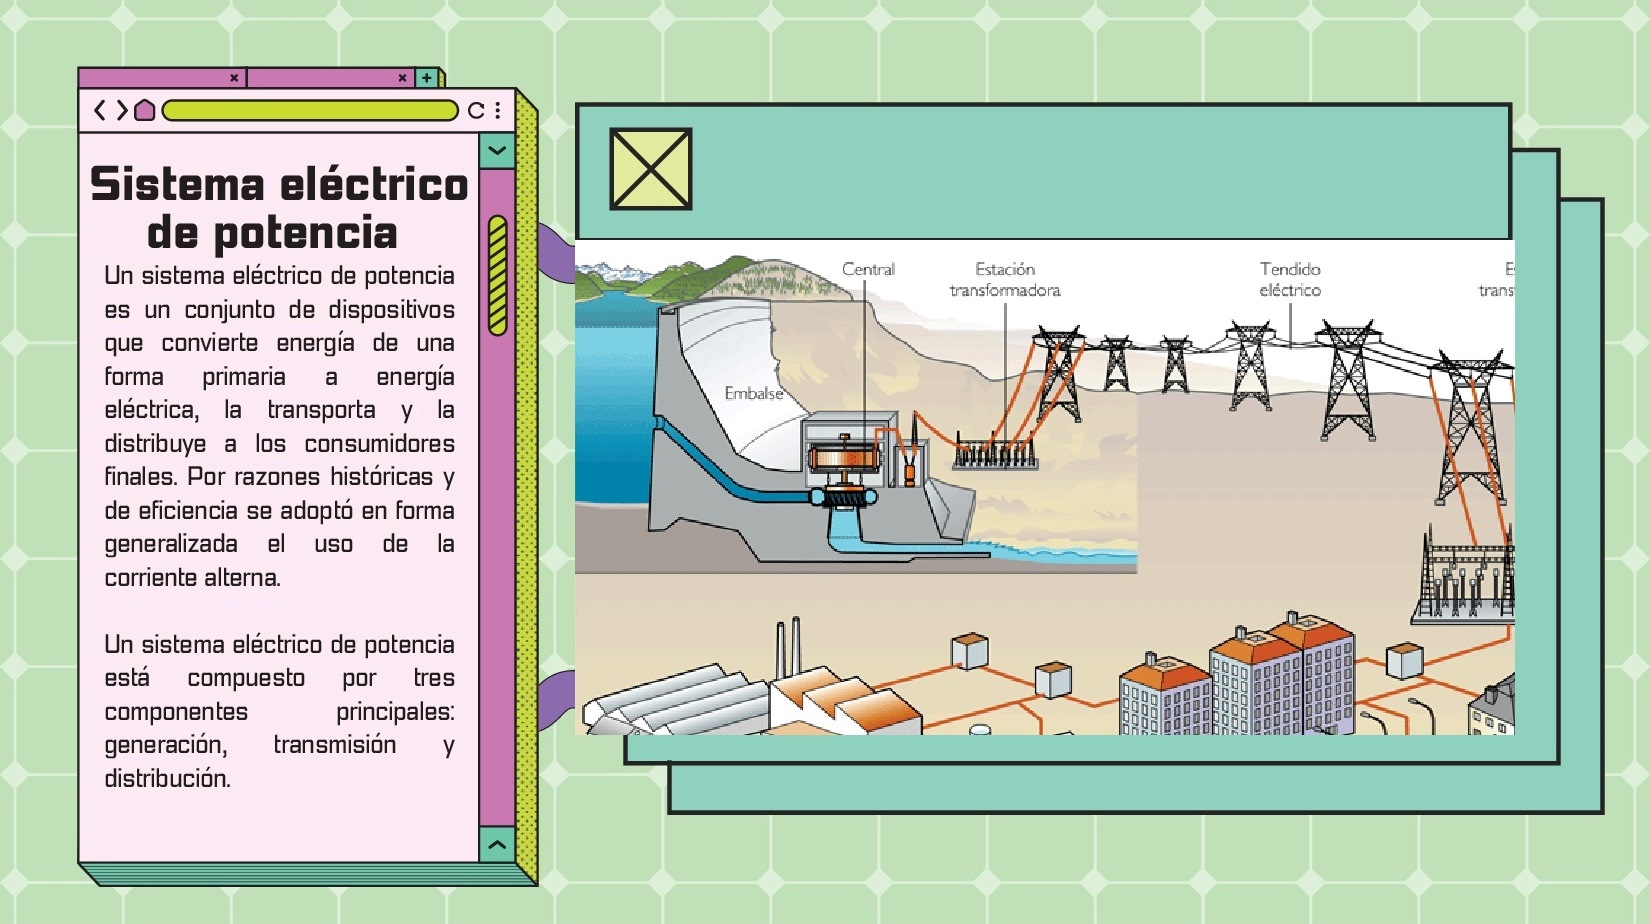 Sistema eléctrico
de potencia
Un sistema eléctrico de potencia
es un conjunto de dispositivos
que convierte energía de una
forma primaria a energía
eléctrica, la transporta y la
distribuye a los consumidores
finales. Por razones históricas y
de eficiencia se adoptó en forma
generalizada el uso de la
corriente alterna.
Un sistema eléctrico de potencia
está compuesto por tres
componentes principales:
generación, transmisión y
distribución.
Central
Estación
transformadora
Tendido
eléctrico
Embalse